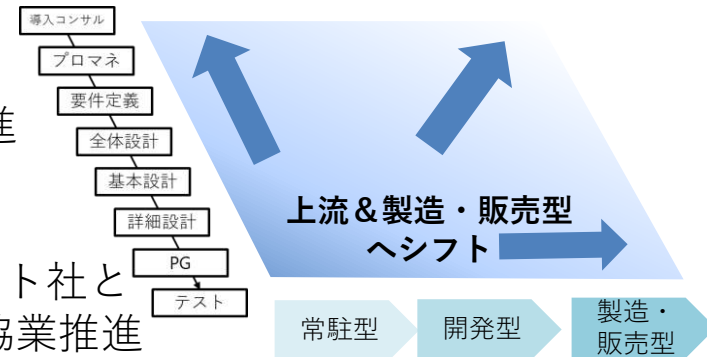 導入コンサル
プロマネ
要件定義
進
全体設計
基本設計
詳細設計
PG
ト社と
テスト
協業推進
上流＆製造・販売型
へシフト
常駐型
開発型
製造・
販売型